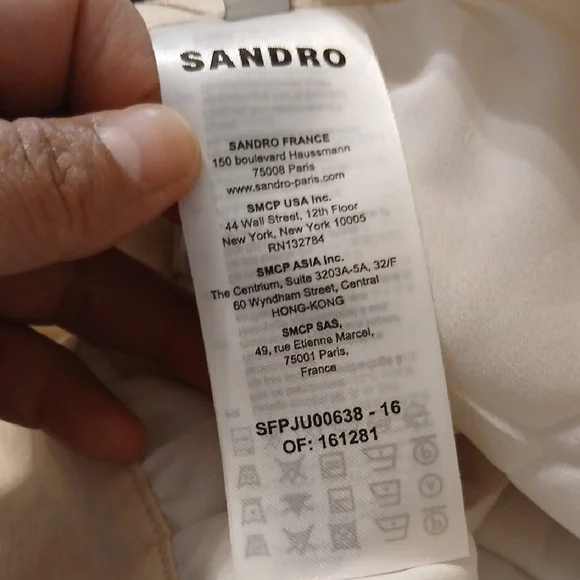 SANDRO
SANDRO FRANCE
150 boulevard Haussmann
75008 Paris
www.sandro-paris.com
SMCP USA Inc.
44 Wall Street, 12th Floor
New York, New York 10005
RN132784
SMCP ASIA Inc.
The Centrium, Suite 3203A-5A, 32/F
60 Wyndham Street, Central
HONG-KONG
SMCP SAS,
49, rue Etienne Marcel,
75001 Paris,
France
SFPJU00638 - 16
OF: 161281